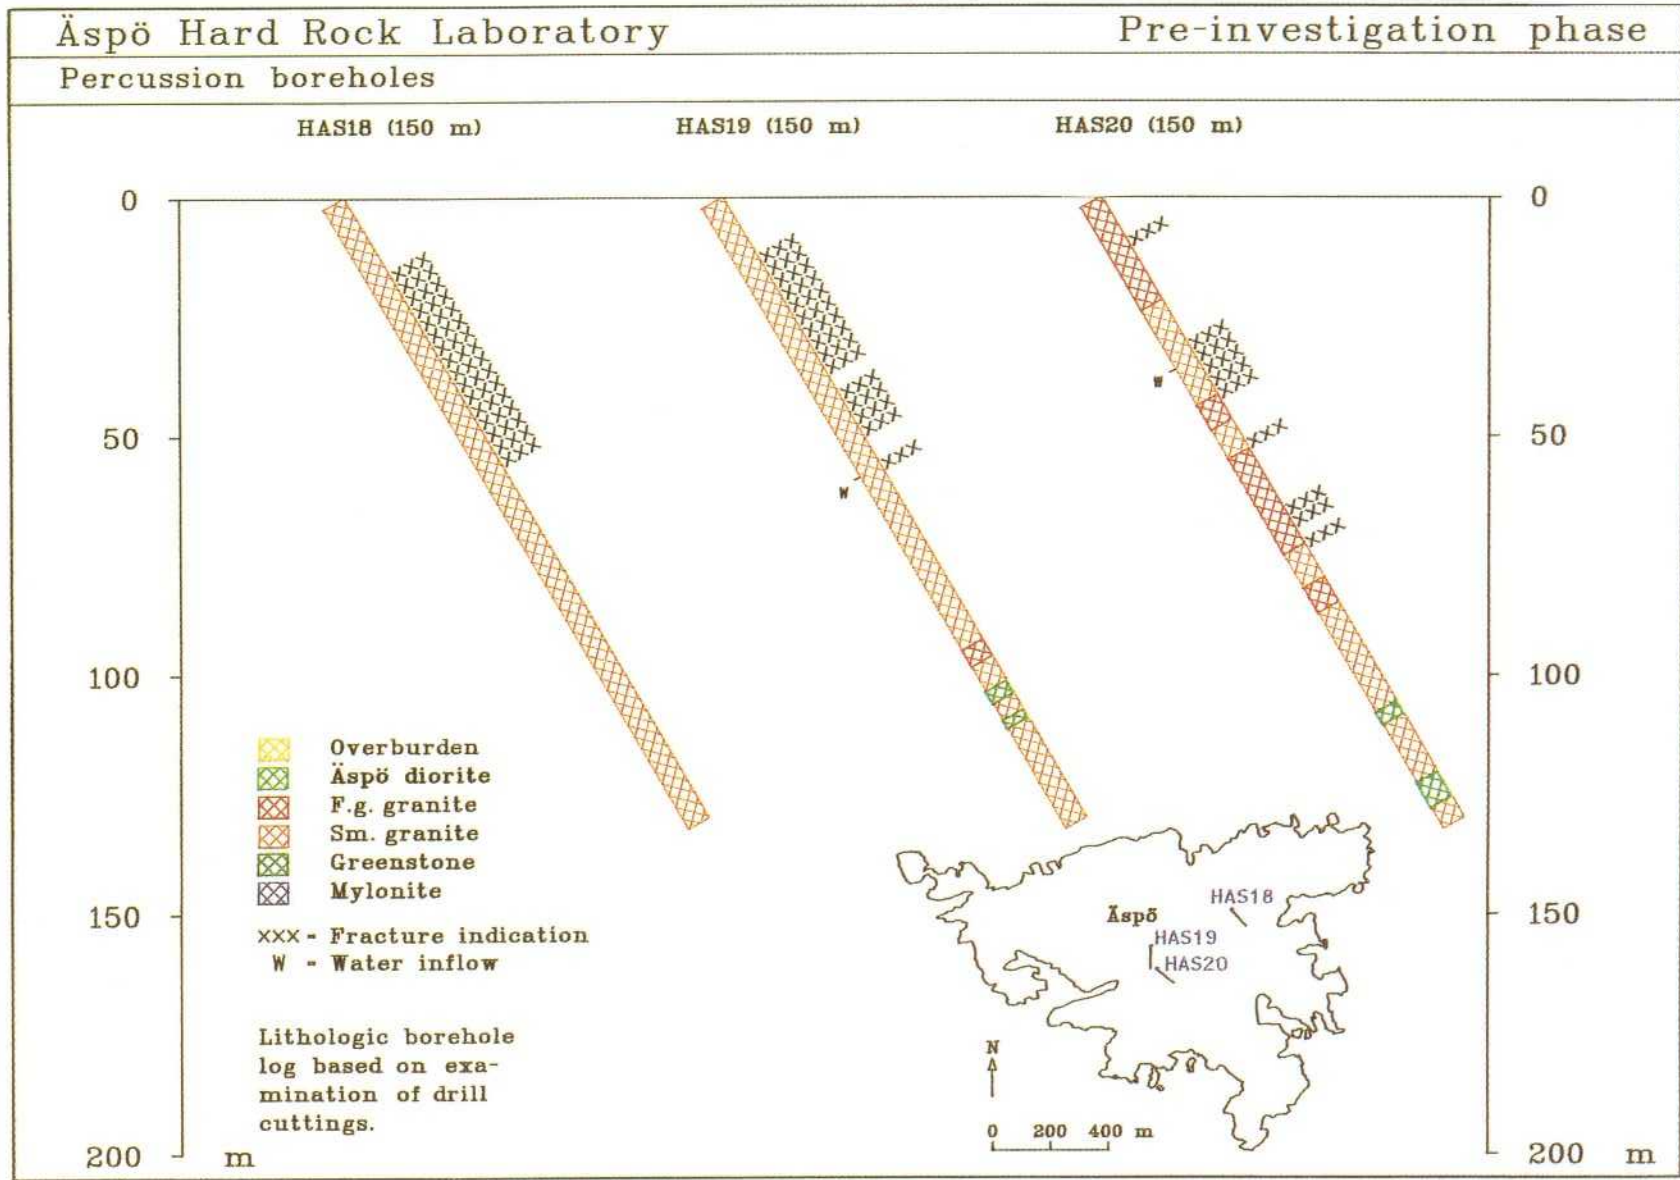 Äspö Hard Rock Laboratory Pre-investigation phase
Percussion boreholes
HAS18 (150 m) HAS19 (150 m) HAS20 (150 m)
0 0
50 50
100 100
150 150
200 m 200 m
W
W
Overburden
Äspö diorite
F.g. granite
Sm. granite
Greenstone
Mylonite
XXX - Fracture indication
W - Water inflow
Lithologic borehole
log based on exa-
mination of drill
cuttings.
HAS18
Äspö
HAS19
HAS20
N
0 200 400 m